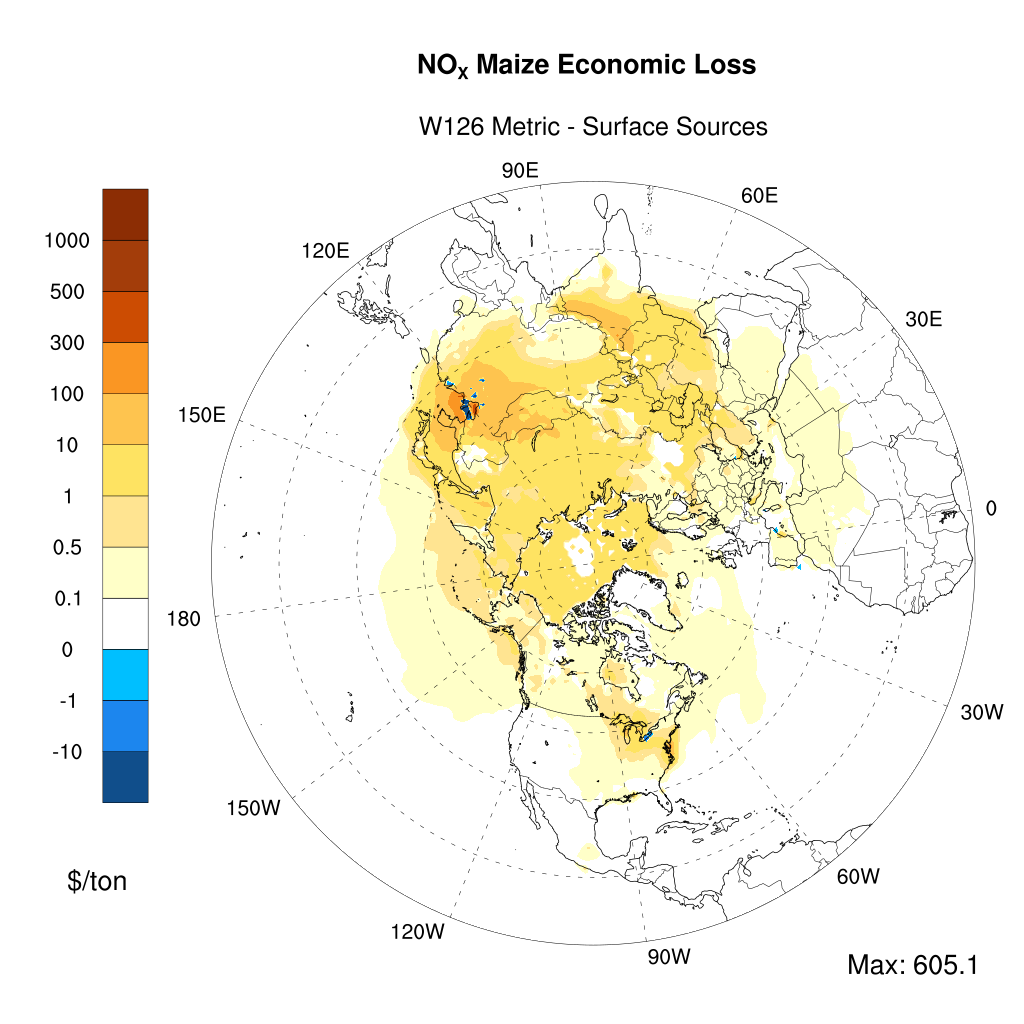 NOX Maize Economic Loss
W126 Metric - Surface Sources
90E
60E
120E
30E
150E
0
180
30W
150W
60W
120W
90W
1000
500
300
100
10
1
0.5
0.1
0
-1
-10
$/ton
Max: 605.1